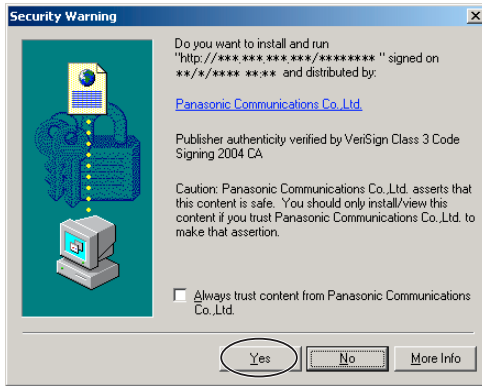 Security Warning
Do you want to install and run
"http://***.***.***.***/******** " signed on
**/*/**** **:** and distributed by:
Panasonic Communications Co.,Ltd.
Publisher authenticity verified by VeriSign Class 3 Code
Signing 2004 CA
Caution: Panasonic Communications Co.,Ltd. asserts that
this content is safe. You should only install/view this
content if you trust Panasonic Communications Co.,Ltd. to
make that assertion.
Always trust content from Panasonic Communications
Co.,Ltd.
Yes No More Info